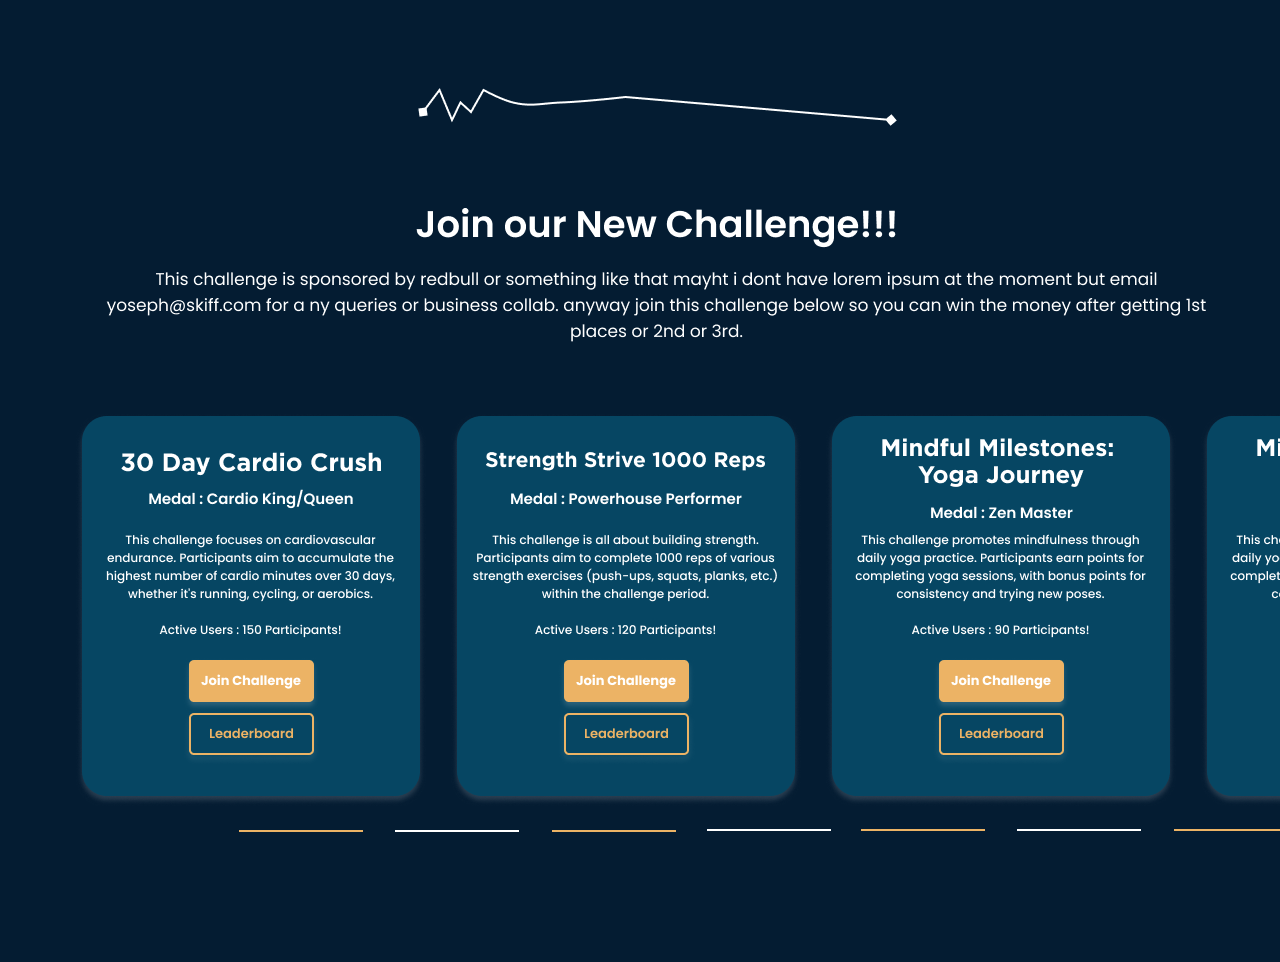 Join our New Challenge!!!
This challenge is sponsored by redbull or something like that mayht i dont have lorem ipsum at the moment but email
yoseph@skiff.com for a ny queries or business collab. anyway join this challenge below so you can win the money after getting 1st
places or 2nd or 3rd.
30 Day Cardio Crush
Medal : Cardio King/Queen
This challenge focuses on cardiovascular
endurance. Participants aim to accumulate the
highest number of cardio minutes over 30 days,
whether it's running, cycling, or aerobics.
Active Users : 150 Participants!
Join Challenge
Leaderboard
Strength Strive 1000 Reps
Medal : Powerhouse Performer
This challenge is all about building strength.
Participants aim to complete 1000 reps of various
strength exercises (push-ups, squats, planks, etc.)
within the challenge period.
Active Users : 120 Participants!
Join Challenge
Leaderboard
Mindful Milestones:
Yoga Journey
Medal : Zen Master
This challenge promotes mindfulness through
daily yoga practice. Participants earn points for
completing yoga sessions, with bonus points for
consistency and trying new poses.
Active Users : 90 Participants!
Join Challenge
Leaderboard
This
daily